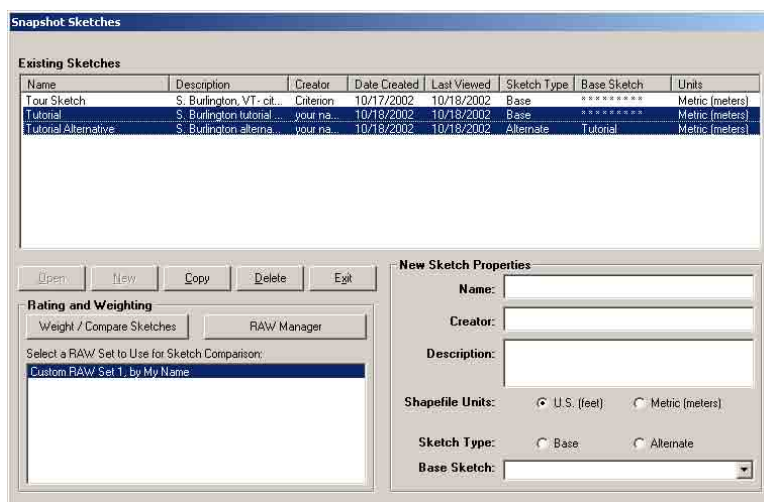 Snapshot Sketches
Existing Sketches
Name Description Creator Date Created Last Viewed Sketch Type Base Sketch Units
Tour Sketch S. Burlington, VT- cit... Criterion 10/17/2002 10/18/2002 Base ********* Metric (meters)
Tutorial S. Burlington tutorial ... your na... 10/18/2002 10/18/2002 Base ********* Metric (meters)
Tutorial Alternative S. Burlington alterna... your na... 10/18/2002 10/18/2002 Alternate Tutorial Metric (meters)
Open New Copy Delete Exit
Rating and Weighting
Weight / Compare Sketches RAW Manager
Select a RAW Set to Use for Sketch Comparison:
Custom RAW Set 1, by My Name
New Sketch Properties
Name:
Creator:
Description:
Shapefile Units: U.S. (feet) Metric (meters)
Sketch Type: Base Alternate
Base Sketch: